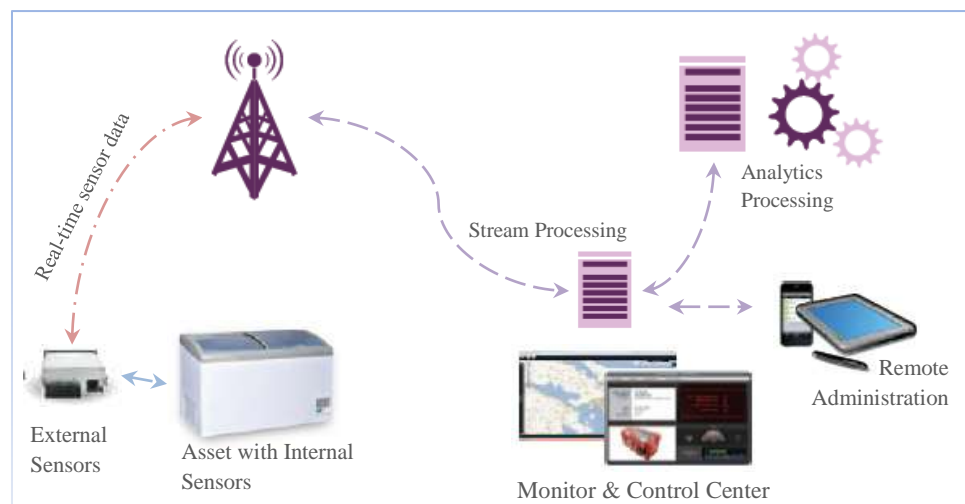 Real-time sensor data
Analytics
Processing
Stream Processing
Remote
Administration
External
Sensors
Asset with Internal
Sensors
Monitor & Control Center